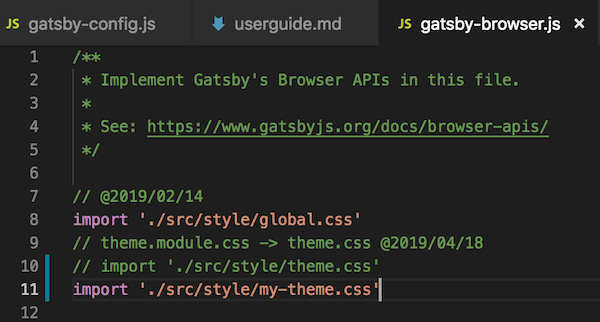 JS gatsby-config.js userguide.md JS gatsby-browser.js ×
1 /**
2 * Implement Gatsby's Browser APIs in this file.
3 *
4 * See: https://www.gatsbyjs.org/docs/browser-apis/
5 */
6
7 // @2019/02/14
8 import './src/style/global.css'
9 // theme.module.css -> theme.css @2019/04/18
10 // import './src/style/theme.css'
11 import './src/style/my-theme.css'
12